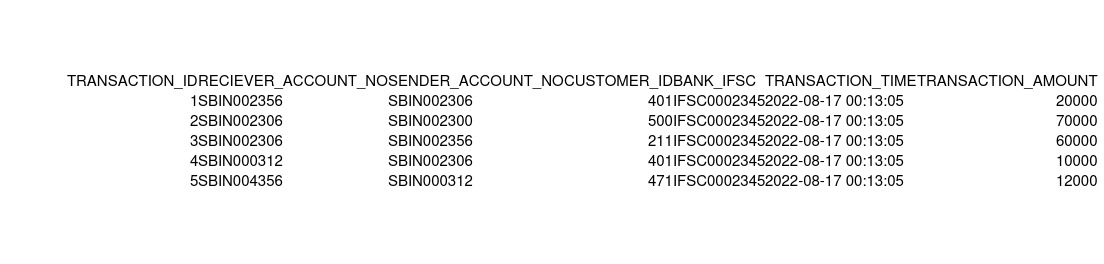 TRANSACTION_IDRECIEVER_ACCOUNT_NOSENDER_ACCOUNT_NOCUSTOMER_IDBANK_IFSC TRANSACTION_TIMETRANSACTION_AMOUNT
1SBIN002356 SBIN002306 401IFSC00023452022-08-17 00:13:05 20000
2SBIN002306 SBIN002300 500IFSC00023452022-08-17 00:13:05 70000
3SBIN002306 SBIN002356 211IFSC00023452022-08-17 00:13:05 60000
4SBIN000312 SBIN002306 401IFSC00023452022-08-17 00:13:05 10000
5SBIN004356 SBIN000312 471IFSC00023452022-08-17 00:13:05 12000